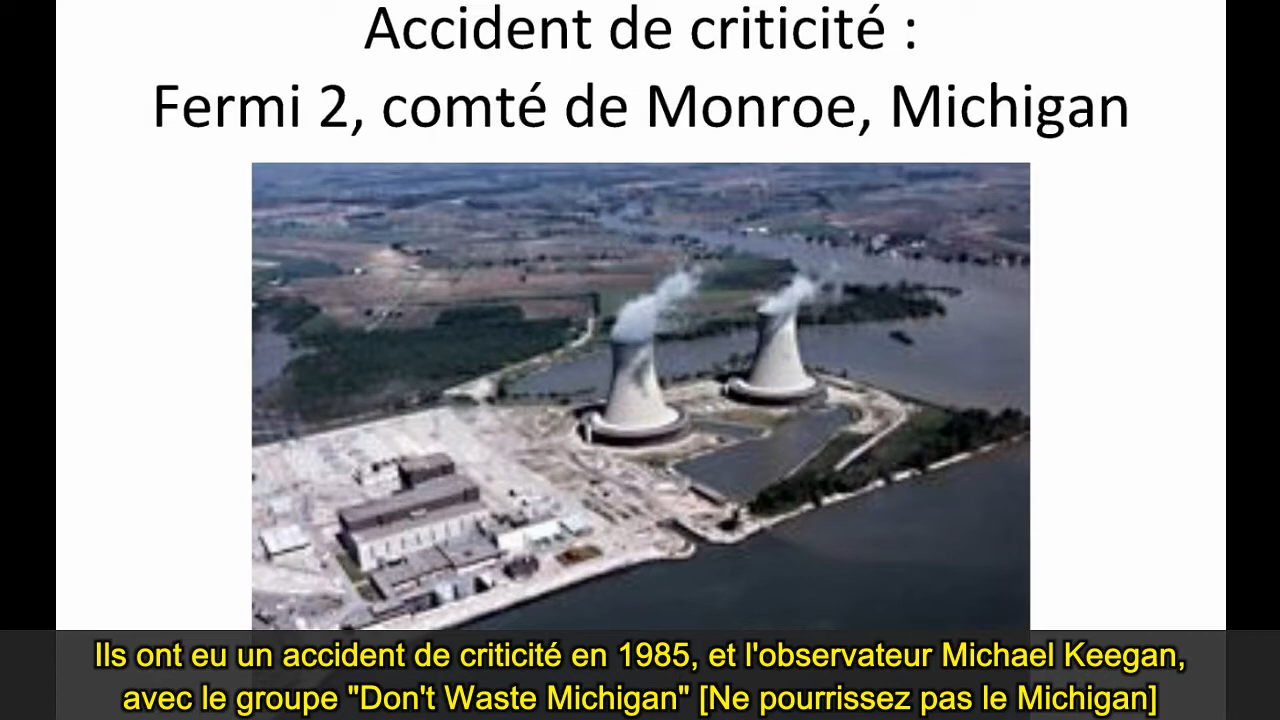 Accident de criticité :
Fermi 2, comté de Monroe, Michigan
Ils ont eu un accident de criticité en 1985, et l'observateur Michael Keegan,
avec le groupe "Don't Waste Michigan" [Ne pourrissez pas le Michigan]